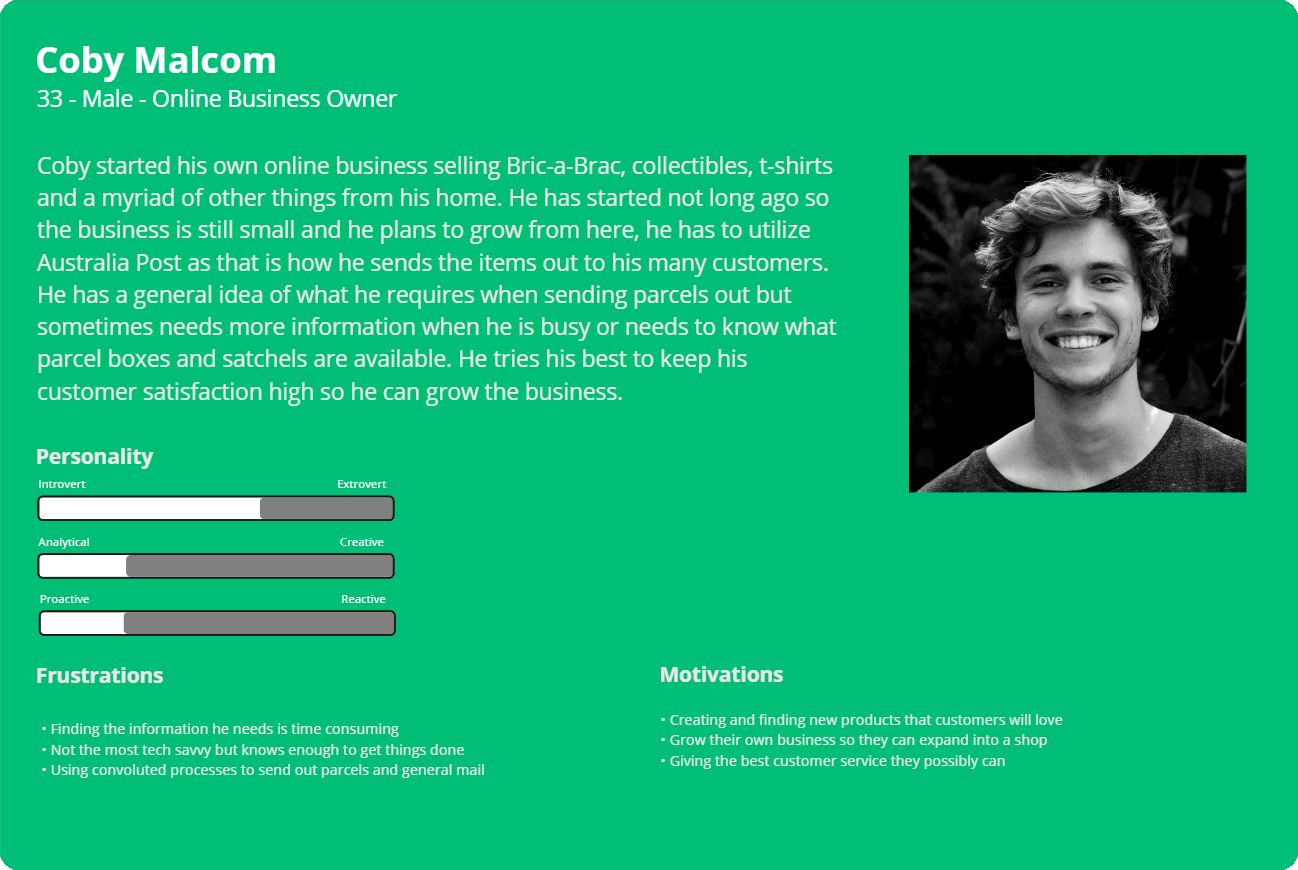 Coby Malcom
33 - Male - Online Business Owner
Coby started his own online business selling Bric-a-Brac, collectibles, t-shirts
and a myriad of other things from his home. He has started not long ago so
the business is still small and he plans to grow from here, he has to utilize
Australia Post as that is how he sends the items out to his many customers.
He has a general idea of what he requires when sending parcels out but
sometimes needs more information when he is busy or needs to know what
parcel boxes and satchels are available. He tries his best to keep his
customer satisfaction high so he can grow the business.
Personality
Introvert Extrovert
Analytical Creative
Proactive Reactive
Frustrations
• Finding the information he needs is time consuming
• Not the most tech savvy but knows enough to get things done
• Using convoluted processes to send out parcels and general mail
Motivations
• Creating and finding new products that customers will love
• Grow their own business so they can expand into a shop
• Giving the best customer service they possibly can